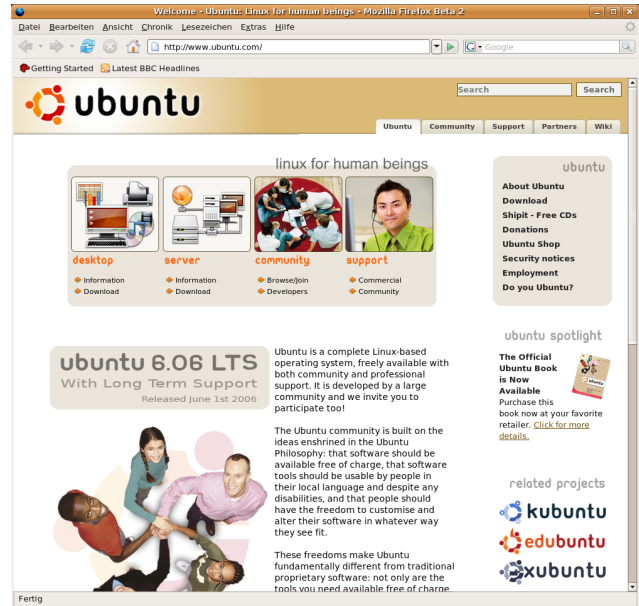 Welcome - Ubuntu: Linux for human beings - Mozilla Firefox Beta 2
Datei Bearbeiten Ansicht Chronik Lesezeichen Extras Hilfe
http://www.ubuntu.com/
G Google
Getting Started Latest BBC Headlines
ubuntu
Search Search
Ubuntu Community Support Partners Wiki
linux for human beings
desktop
Information
Download
server
Information
Download
community
Browse/Join
Developers
support
Commercial
Community
ubuntu
About Ubuntu
Download
Shipit - Free CDs
Donations
Ubuntu Shop
Security notices
Employment
Do you Ubuntu?
ubuntu 6.06 LTS
With Long Term Support
Released June 1st 2006
Ubuntu is a complete Linux-based
operating system, freely available with
both community and professional
support. It is developed by a large
community and we invite you to
participate too!
The Ubuntu community is built on the
ideas enshrined in the Ubuntu
Philosophy: that software should be
available free of charge, that software
tools should be usable by people in
their local language and despite any
disabilities, and that people should
have the freedom to customise and
alter their software in whatever way
they see fit.
These freedoms make Ubuntu
fundamentally different from traditional
proprietary software: not only are the
tools you need available free of charge,
ubuntu spotlight
The Official
Ubuntu Book
is Now
Available
Purchase this
book now at your favorite
retailer. Click for more
details.
related projects
kubuntu
edubuntu
xubuntu
Fertig